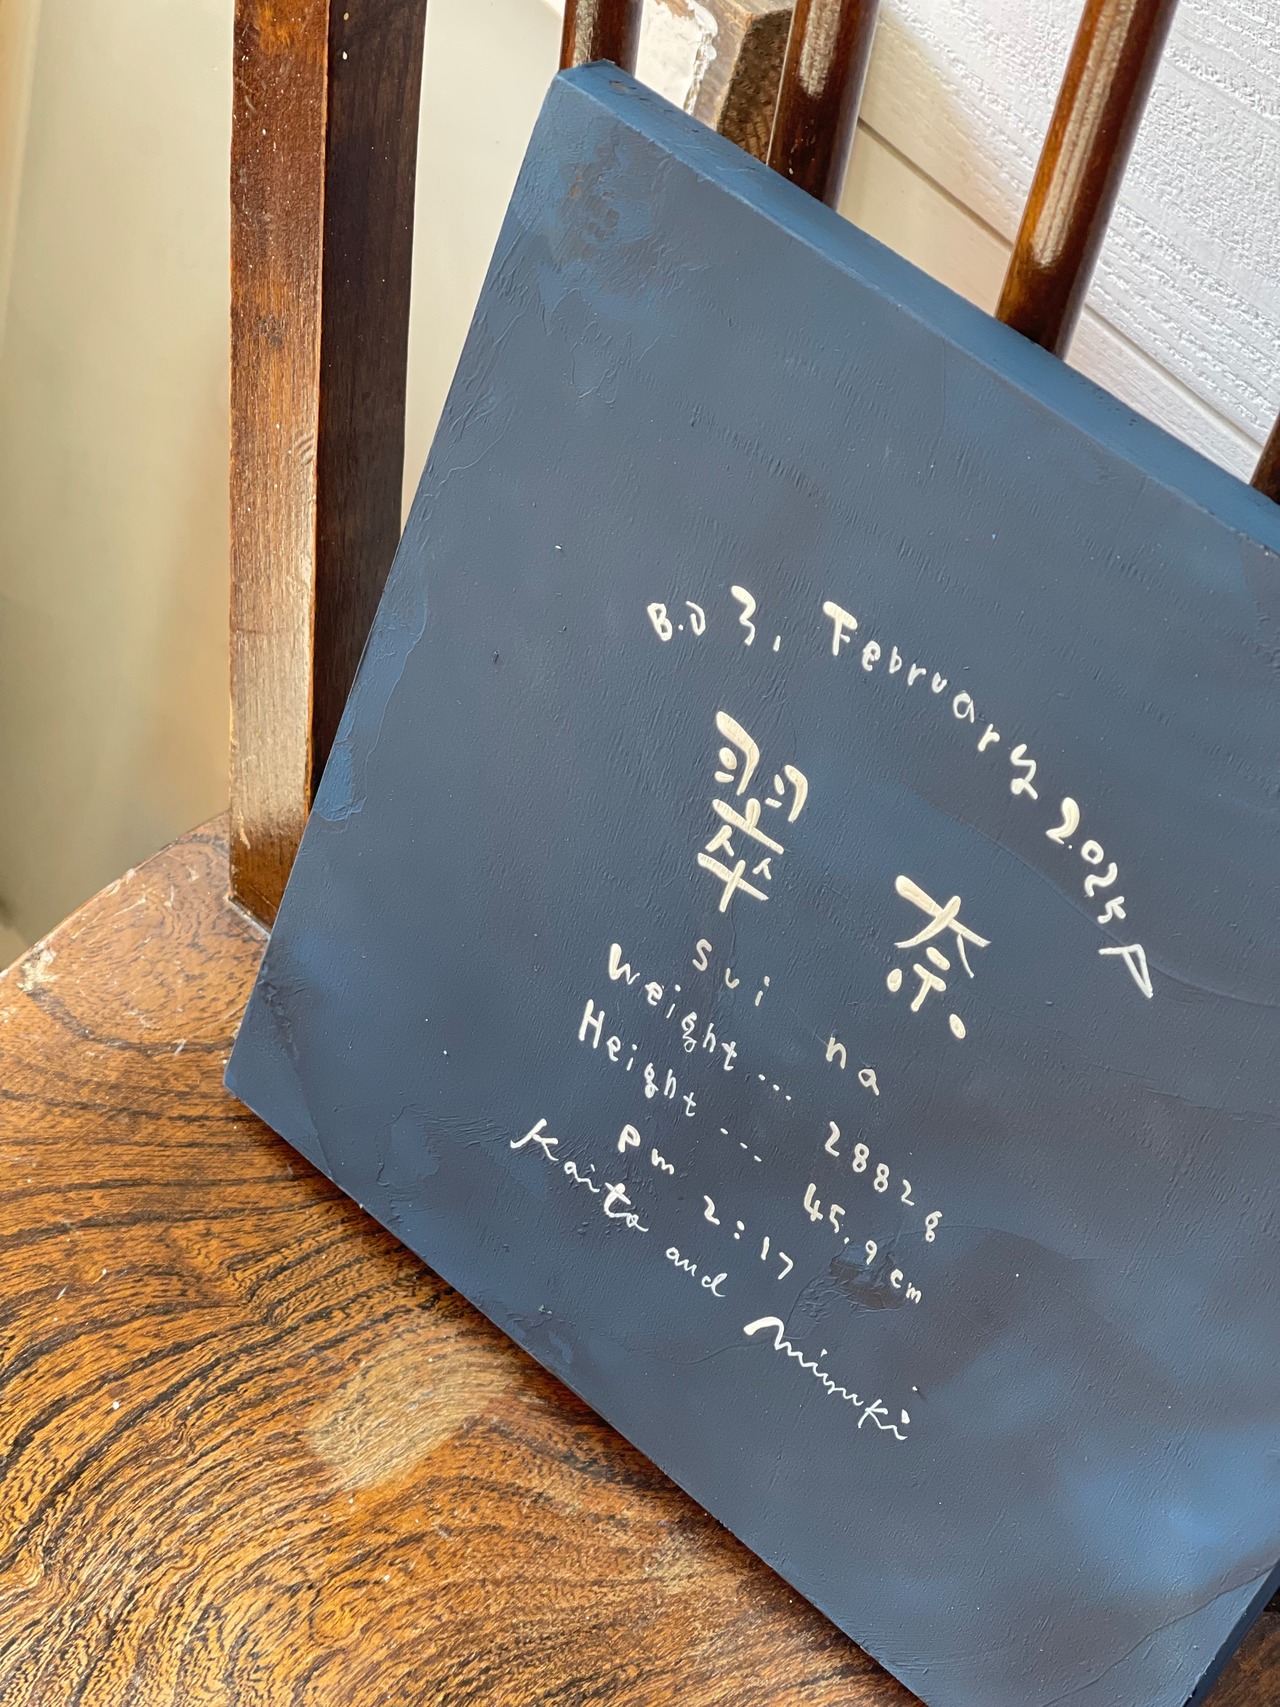 B.D 3, February 2025
翠 奈
sui na
Weight... 2882g
Height... 45.9cm
pm 2:17
Kaito and Mizuki